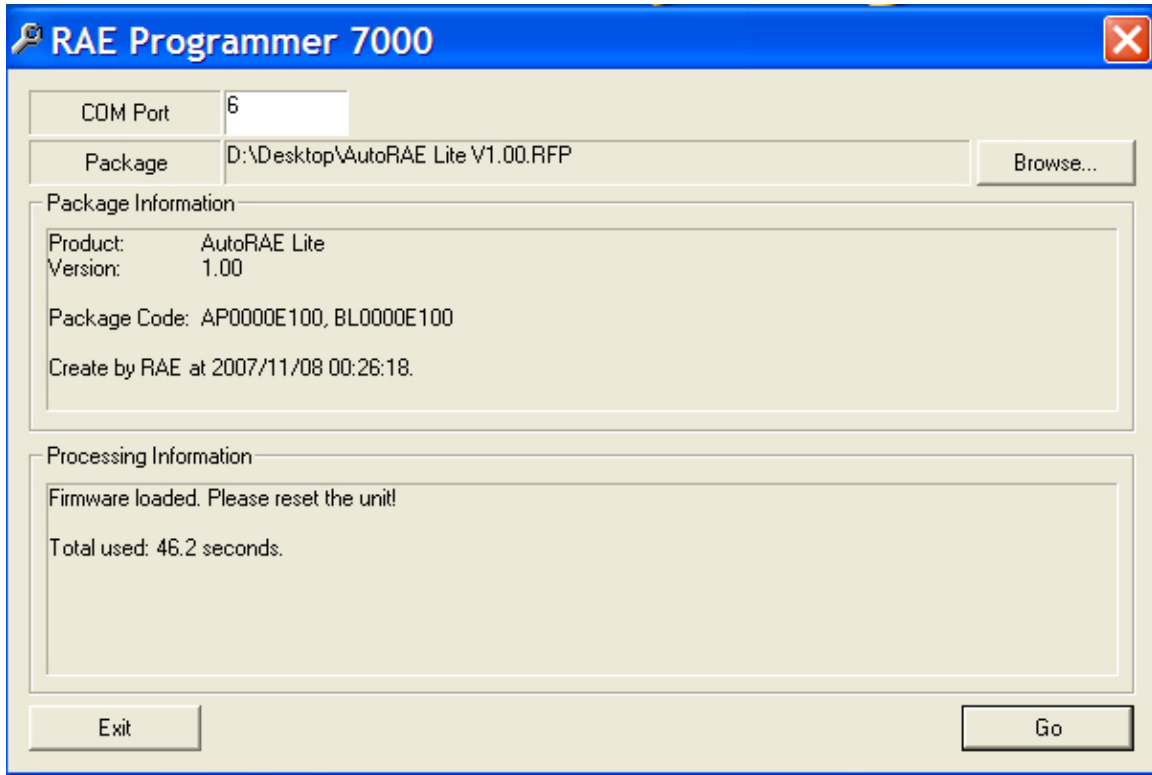 RAE Programmer 7000
COM Port 6
Package D:\Desktop\AutoRAE Lite V1.00.RFP Browse...
Package Information
Product: AutoRAE Lite
Version: 1.00
Package Code: AP0000E100, BL0000E100
Create by RAE at 2007/11/08 00:26:18.
Processing Information
Firmware loaded. Please reset the unit!
Total used: 46.2 seconds.
Exit Go